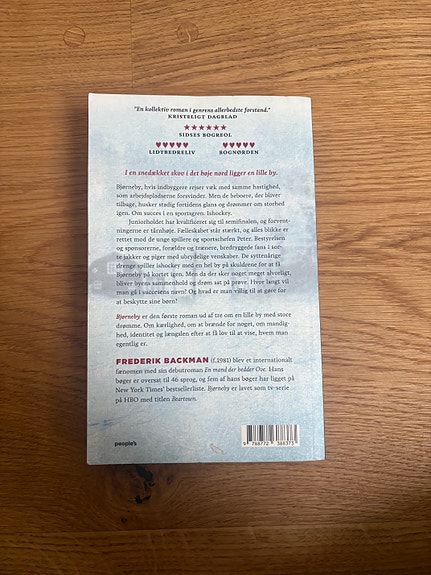 "En kollektiv roman i genrens allerbedste forstand."
KRISTELIGT DAGBLAD
★★★★★★
SIDSES BOGREOL
♥♥♥♥♥ ♥♥♥♥♥
LIDTBEDRELIV BOGNØRDEN
I en snedækket skov i det høje nord ligger en lille by.
Bjørneby, hvis indbyggere rejser væk med samme hastighed,
som arbejdspladserne forsvinder. Men de beboere, der bliver
tilbage, husker stadig fortidens glans og drømmer om storhed
igen. Om succes i en sportsgren. Ishockey.
Juniorholdet har kvalificeret sig til semifinalen, og forvent-
ningerne er tårnhøje. Fællesskabet står stærkt, og alles blikke er
rettet mod de unge spillere og sportschefen Peter. Bestyrelsen
og sponsorerne, forældre og trænere, bredryggede fans i sor-
te jakker og piger med ubrydelige venskaber. De syttenårige
drenge spiller ishockey med en hel by på skuldrene for at få
Bjørneby på kortet igen. Men da der sker noget meget alvorligt,
bliver byens sammenhold og drøm sat på prøve. Hvor langt vil
man gå i succesens navn? Og hvad er man villig til at gøre for
at beskytte sine børn?
Bjørneby er den første roman ud af tre om en lille by med store
drømme. Om kærlighed, om at brænde for noget, om mandig-
hed, identitet og længslen efter at få lov til at vise, hvem man
egentlig er.
FREDERIK BACKMAN (f.1981) blev et internationalt
fænomen med sin debutroman En mand der hedder Ove. Hans
bøger er oversat til 46 sprog, og fem af hans bøger har ligget på
New York Times' bestsellerliste. Bjørneby er lavet som tv-serie
på HBO med titlen Beartown.
people's
9 788772 386373